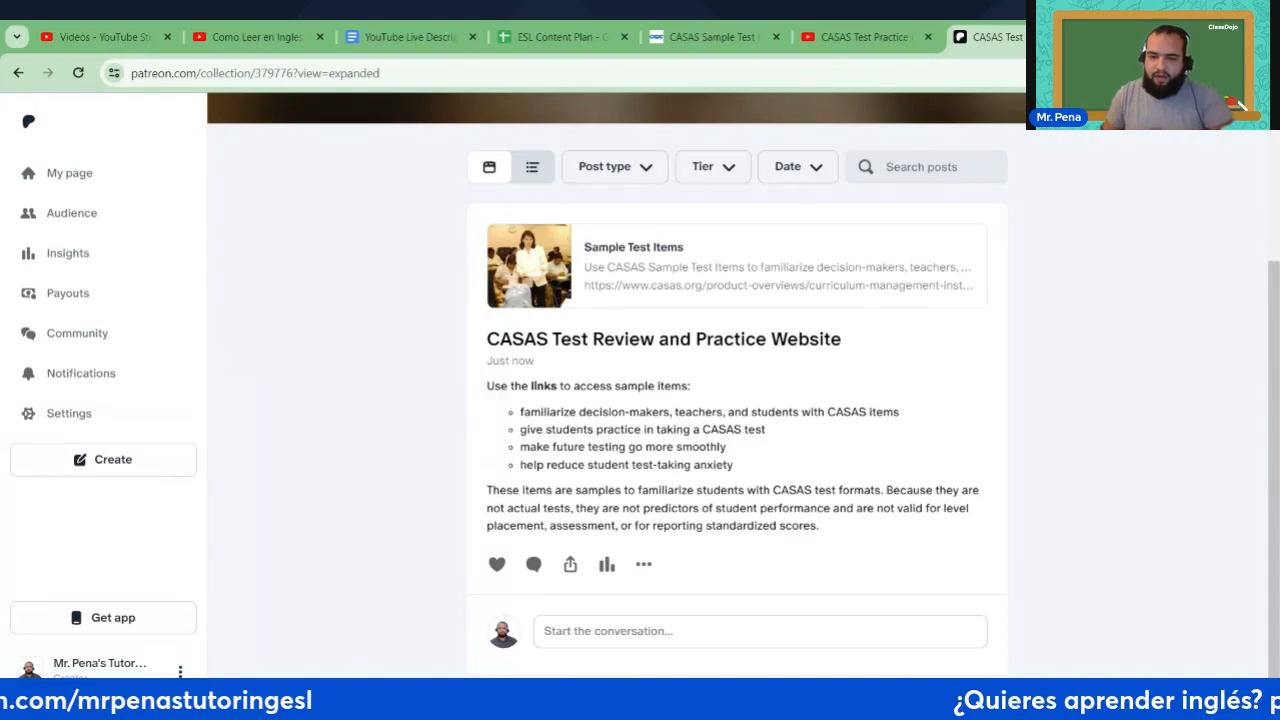 Videos - YouTube St
Como Leer en Ingles
YouTube Live Descri
ESL Content Plan - G
CASAS Sample Test
CASAS Test Practice
CASAS Test
ClassDojo
patreon.com/collection/379776?view=expanded
Mr. Pena
My page
Audience
Insights
Payouts
Community
Notifications
Settings
Create
Get app
Mr. Pena's Tutor...
Creator
Post type
Tier
Date
Search posts
Sample Test Items
Use CASAS Sample Test Items to familiarize decision-makers, teachers, ...
https://www.casas.org/product-overviews/curriculum-management-inst...
CASAS Test Review and Practice Website
Just now
Use the links to access sample items:
familiarize decision-makers, teachers, and students with CASAS items
give students practice in taking a CASAS test
make future testing go more smoothly
help reduce student test-taking anxiety
These items are samples to familiarize students with CASAS test formats. Because they are
not actual tests, they are not predictors of student performance and are not valid for level
placement, assessment, or for reporting standardized scores.
Start the conversation...
n.com/mrpenastutoringesl
¿Quieres aprender inglés? p